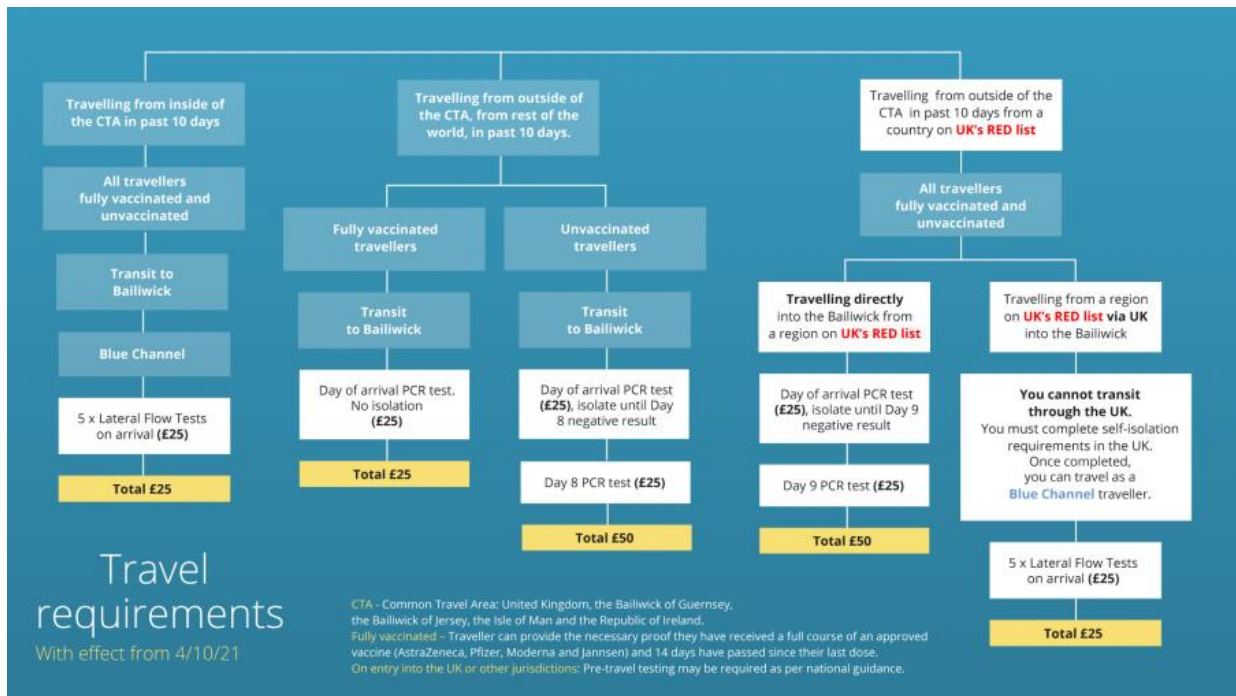 Travelling from inside of
the CTA in past 10 days
All travellers
fully vaccinated and
unvaccinated
Transit to
Bailiwick
Blue Channel
5 x Lateral Flow Tests
on arrival (£25)
Total £25
Travelling from outside of
the CTA, from rest of the
world, in past 10 days.
Fully vaccinated
travellers
Transit
to Bailiwick
Day of arrival PCR test.
No isolation
(£25)
Total £25
Unvaccinated
travellers
Transit
to Bailiwick
Day of arrival PCR test
(£25), isolate until Day
8 negative result
Day 8 PCR test (£25)
Total £50
Travelling from outside of the
CTA in past 10 days from a
country on UK's RED list
All travellers
fully vaccinated and
unvaccinated
Travelling directly
into the Bailiwick from
a region on UK's RED list
Day of arrival PCR test
(£25), isolate until Day 9
negative result
Day 9 PCR test (£25)
Total £50
Travelling from a region
on UK's RED list via UK
into the Bailiwick
You cannot transit
through the UK.
You must complete self-isolation
requirements in the UK.
Once completed,
you can travel as a
Blue Channel traveller.
5 x Lateral Flow Tests
on arrival (£25)
Total £25
Travel
requirements
With effect from 4/10/21
CTA - Common Travel Area: United Kingdom, the Bailiwick of Guernsey,
the Bailiwick of Jersey, the Isle of Man and the Republic of Ireland.
Fully vaccinated – Traveller can provide the necessary proof they have received a full course of an approved
vaccine (AstraZeneca, Pfizer, Moderna and Jannsen) and 14 days have passed since their last dose.
On entry into the UK or other jurisdictions: Pre-travel testing may be required as per national guidance.